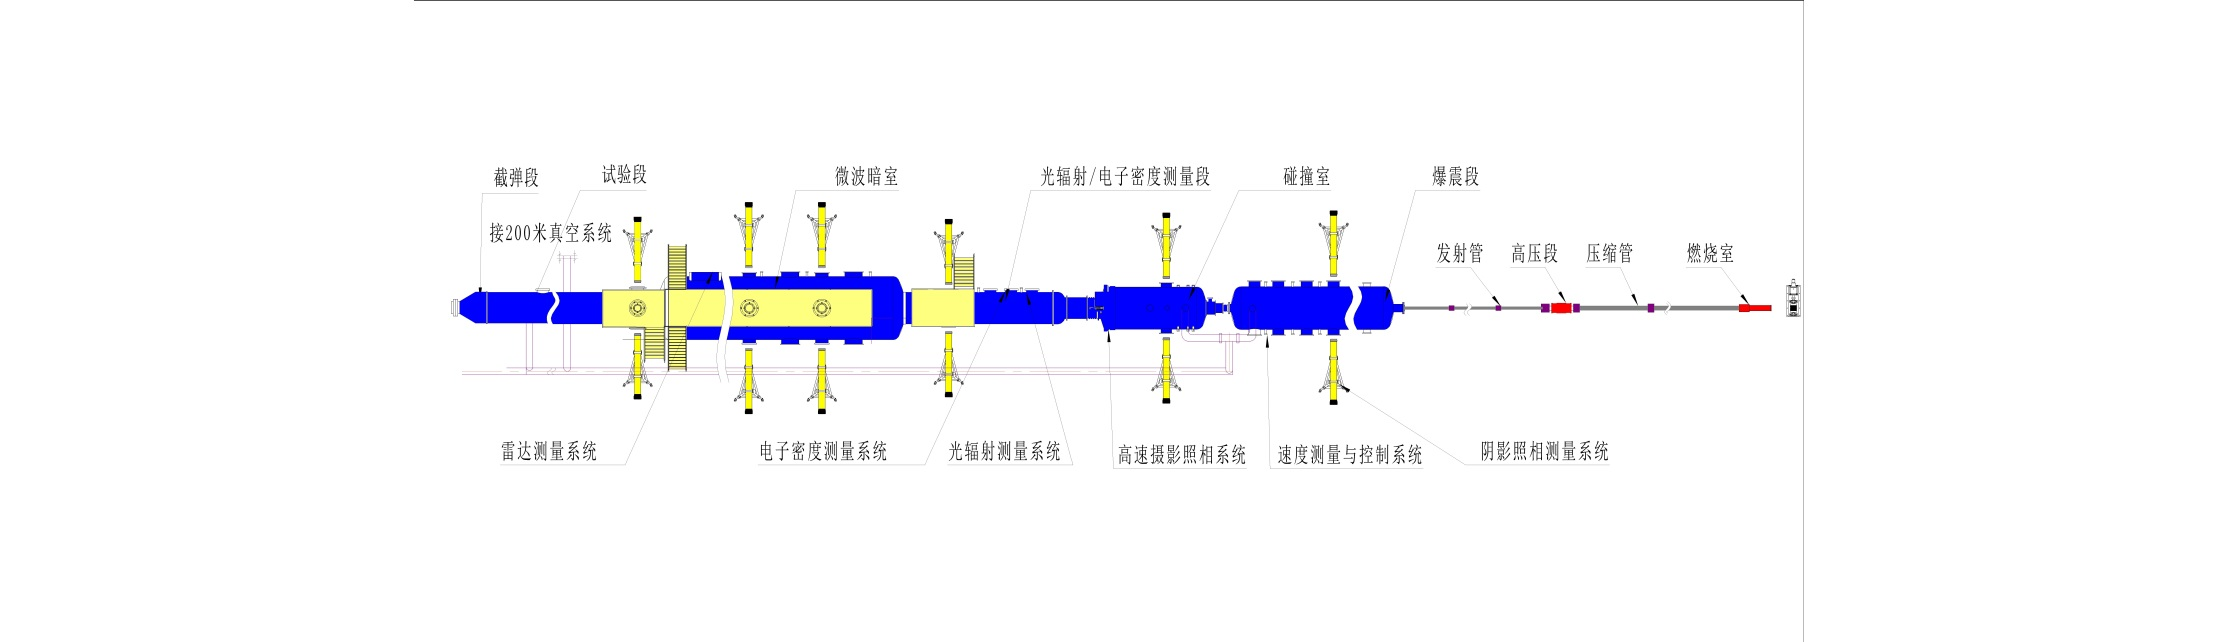 截弹段
试验段
微波暗室
光辐射/电子密度测量段
碰撞室
爆震段
接200米真空系统
发射管
高压段
压缩管
燃烧室
雷达测量系统
电子密度测量系统
光辐射测量系统
高速摄影照相系统
速度测量与控制系统
阴影照相测量系统